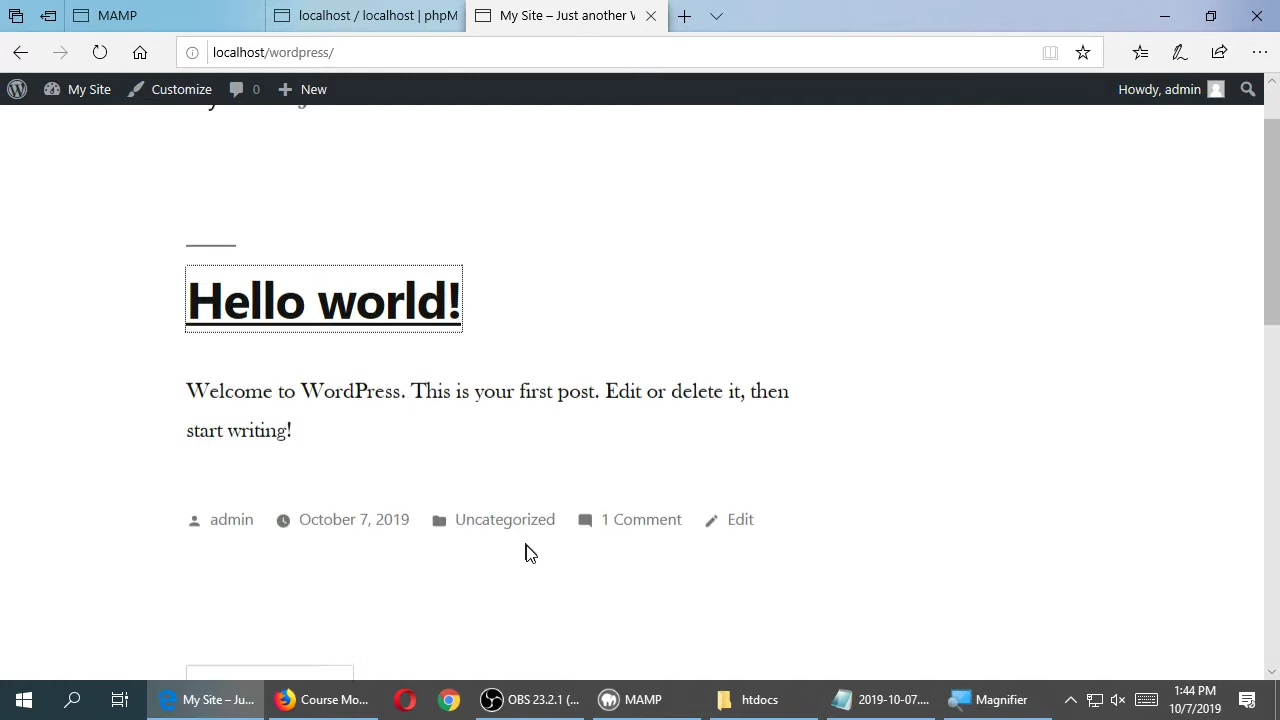 MAMP
localhost / localhost | phpM
My Site – Just another V
localhost/wordpress/
My Site
Customize
0
New
Howdy, admin
Hello world!
Welcome to WordPress. This is your first post. Edit or delete it, then
start writing!
admin
October 7, 2019
Uncategorized
1 Comment
Edit
My Site – Ju...
Course Mo...
OBS 23.2.1 (...
MAMP
htdocs
2019-10-07....
Magnifier
1:44 PM
10/7/2019